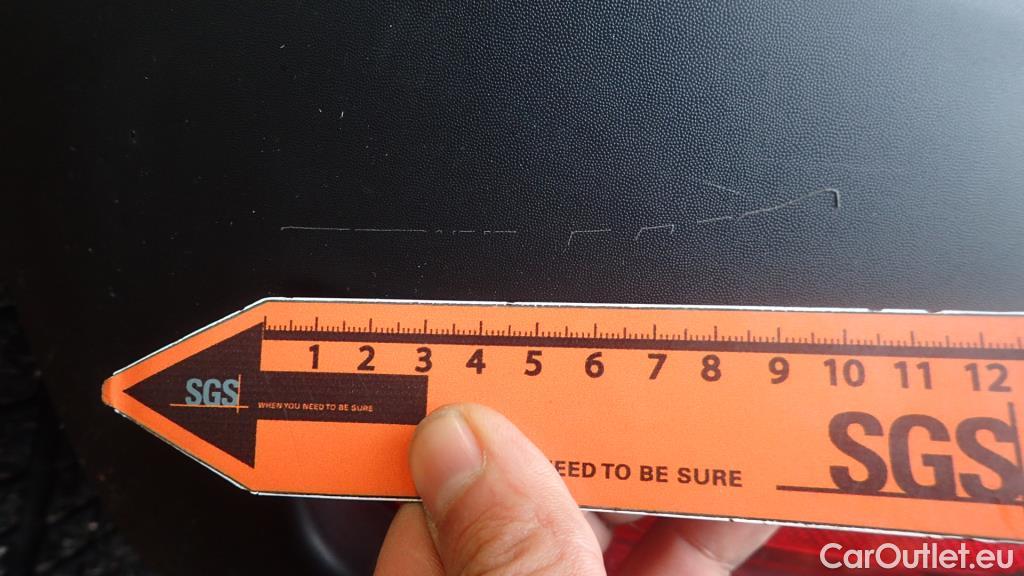 1 2 3 4 5 6 7 8 9 10 11 12
SGS
WHEN YOU NEED TO BE SURE
EED TO BE SURE
SGS
CarOutlet.eu